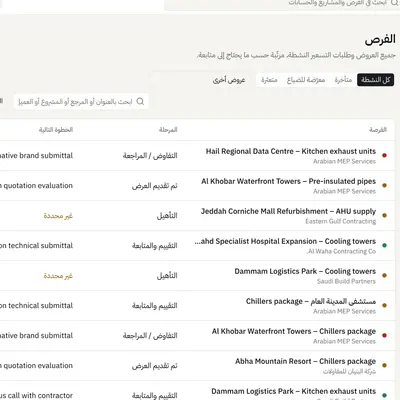 ابحث في الفرص والمشاريع والحسابات
الفرص
جميع العروض وطلبات التسعير النشطة، مرتّبة حسب ما يحتاج إلى متابعة.
كل النشطة متأخرة معرّضة للضياع متعثرة عروض أخرى
ابحث بالعنوان أو المرجع أو المشروع أو العميل
الفرصة المرحلة الخطوة التالية
Hail Regional Data Centre – Kitchen exhaust units
Arabian MEP Services
التفاوض / المراجعة
brand submittal
Al Khobar Waterfront Towers – Pre-insulated pipes
Arabian MEP Services
تم تقديم العرض
quotation evaluation
Jeddah Corniche Mall Refurbishment – AHU supply
Eastern Gulf Contracting
التأهيل
غير محددة
...ahd Specialist Hospital Expansion – Cooling towers
.Al Waha Contracting Co
التقييم والمتابعة
on technical submittal
Dammam Logistics Park – Cooling towers
Saudi Build Partners
التأهيل
غير محددة
مستشفى المدينة العام – Chillers package
Arabian MEP Services
التقييم والمتابعة
on technical submittal
Al Khobar Waterfront Towers – Chillers package
Arabian MEP Services
التفاوض / المراجعة
brand submittal
Abha Mountain Resort – Chillers package
شركة البنيان للمقاولات
تم تقديم العرض
quotation evaluation
Dammam Logistics Park – Kitchen exhaust units
Arabian MEP Services
التقييم والمتابعة
call with contractor